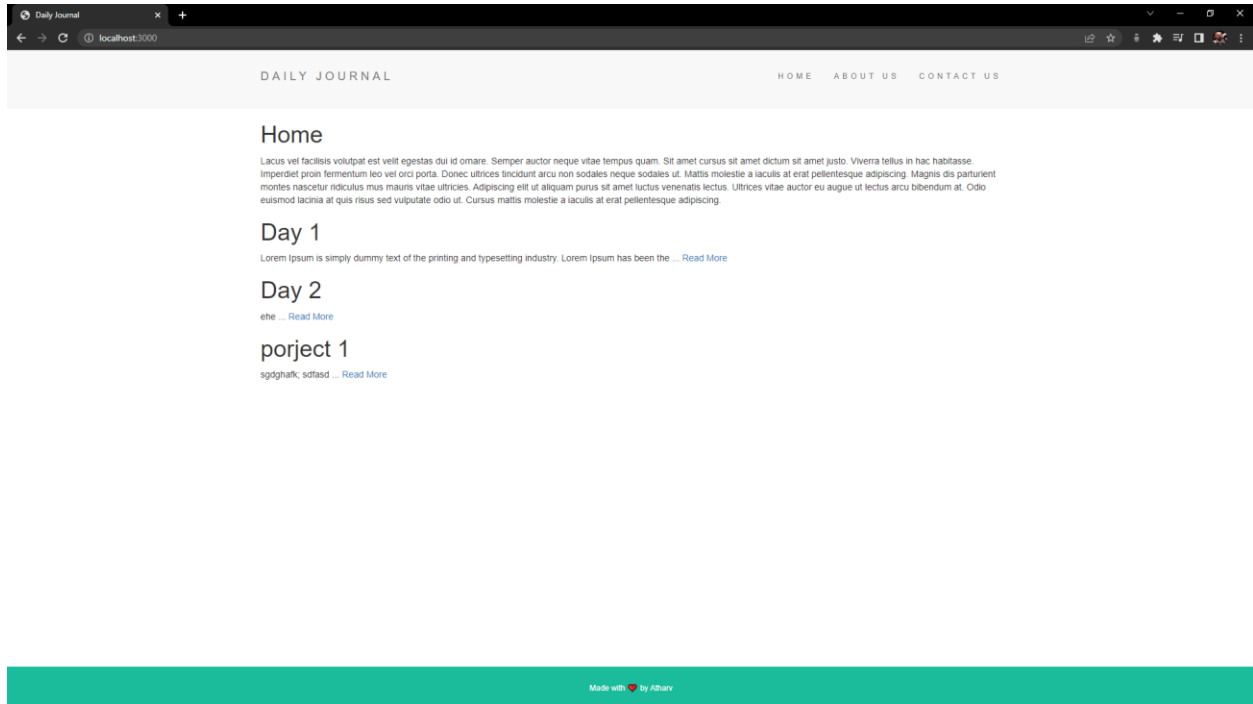 Daily Journal
localhost:3000
DAILY JOURNAL
HOME ABOUT US CONTACT US
Home
Lacus vel facilisis volutpat est velit egestas dui id ornare. Semper auctor neque vitae tempus quam. Sit amet cursus sit amet dictum sit amet justo. Viverra tellus in hac habitasse.
Imperdiet proin fermentum leo vel orci porta. Donec ultrices tincidunt arcu non sodales neque sodales ut. Mattis molestie a iaculis at erat pellentesque adipiscing. Magnis dis parturient
montes nascetur ridiculus mus mauris vitae ultricies. Adipiscing elit ut aliquam purus sit amet luctus venenatis lectus. Ultrices vitae auctor eu augue ut lectus arcu bibendum at. Odio
euismod lacinia at quis risus sed vulputate odio ut. Cursus mattis molestie a iaculis at erat pellentesque adipiscing.
Day 1
Lorem Ipsum is simply dummy text of the printing and typesetting industry. Lorem Ipsum has been the ... Read More
Day 2
ehe ... Read More
porject 1
sgdghafk; sdfasd ... Read More
Made with ❤ by Atharv